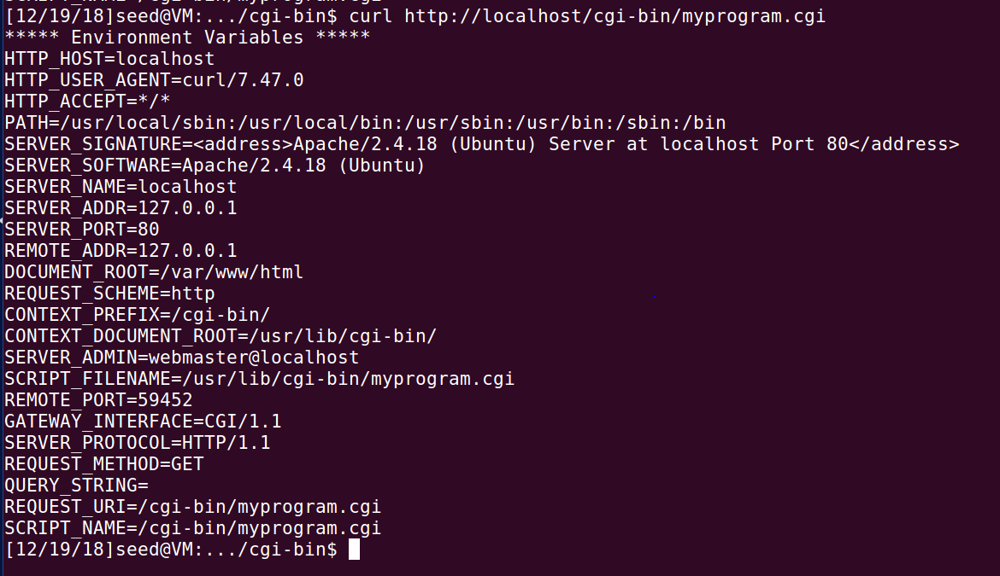 SCRIPT_NAME=/cgi-bin/myprogram.cgi
[12/19/18]seed@VM:.../cgi-bin$ curl http://localhost/cgi-bin/myprogram.cgi
***** Environment Variables *****
HTTP_HOST=localhost
HTTP_USER_AGENT=curl/7.47.0
HTTP_ACCEPT=*/*
PATH=/usr/local/sbin:/usr/local/bin:/usr/sbin:/usr/bin:/sbin:/bin
SERVER_SIGNATURE=<address>Apache/2.4.18 (Ubuntu) Server at localhost Port 80</address>
SERVER_SOFTWARE=Apache/2.4.18 (Ubuntu)
SERVER_NAME=localhost
SERVER_ADDR=127.0.0.1
SERVER_PORT=80
REMOTE_ADDR=127.0.0.1
DOCUMENT_ROOT=/var/www/html
REQUEST_SCHEME=http
CONTEXT_PREFIX=/cgi-bin/
CONTEXT_DOCUMENT_ROOT=/usr/lib/cgi-bin/
SERVER_ADMIN=webmaster@localhost
SCRIPT_FILENAME=/usr/lib/cgi-bin/myprogram.cgi
REMOTE_PORT=59452
GATEWAY_INTERFACE=CGI/1.1
SERVER_PROTOCOL=HTTP/1.1
REQUEST_METHOD=GET
QUERY_STRING=
REQUEST_URI=/cgi-bin/myprogram.cgi
SCRIPT_NAME=/cgi-bin/myprogram.cgi
[12/19/18]seed@VM:.../cgi-bin$